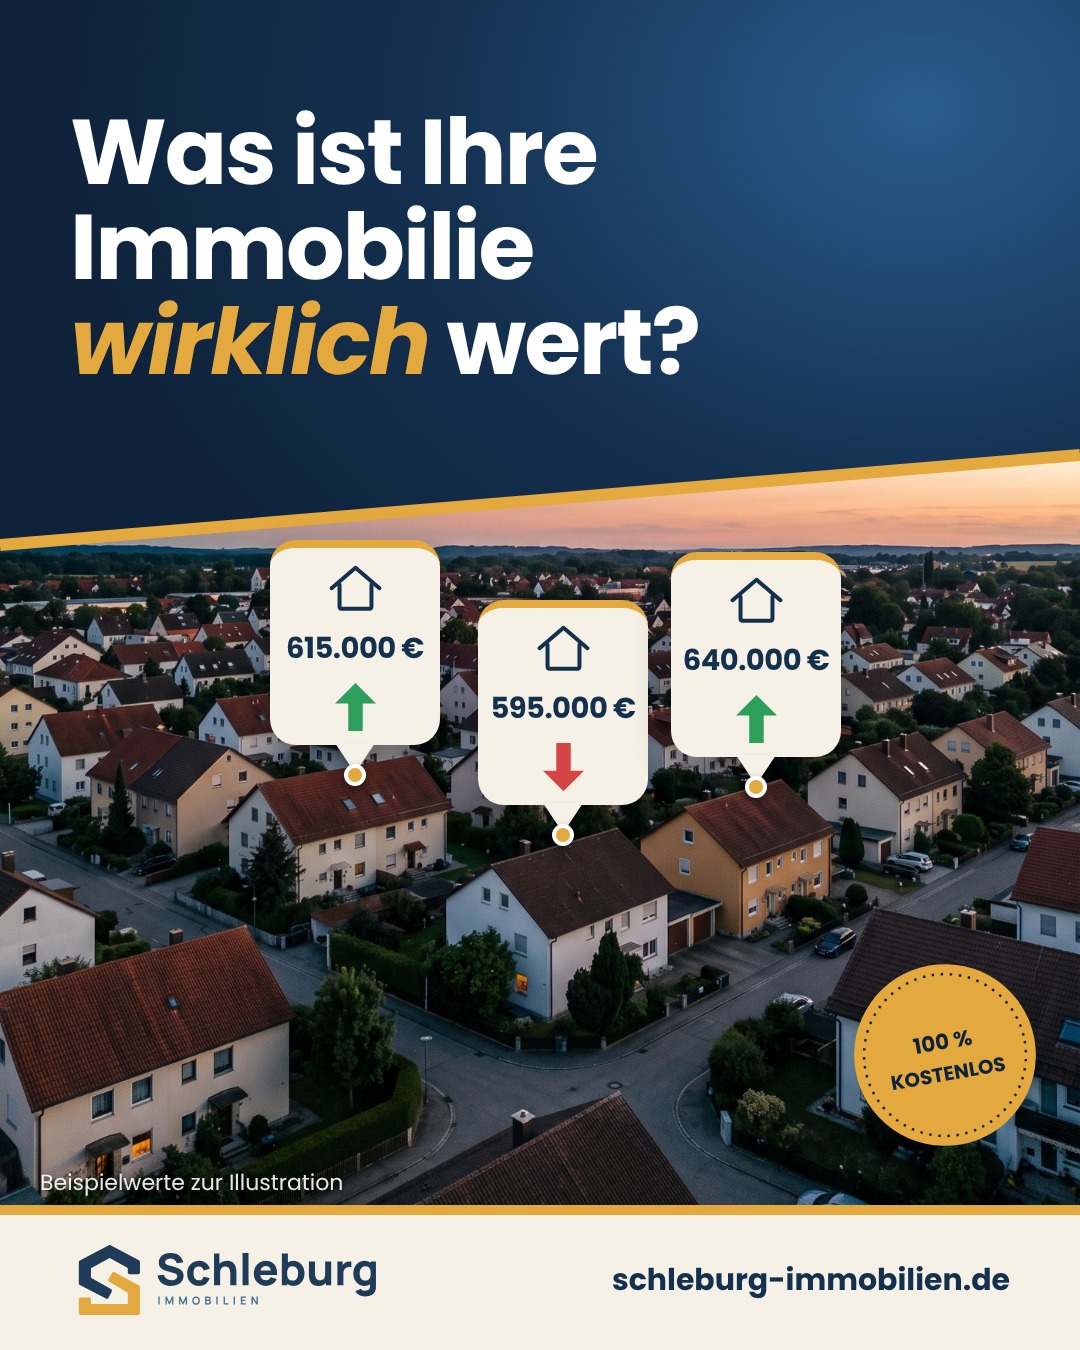 Was ist Ihre
Immobilie
wirklich wert?
615.000 €
595.000 €
640.000 €
100 %
KOSTENLOS
Beispielwerte zur Illustration
Schleburg
IMMOBILIEN
schleburg-immobilien.de